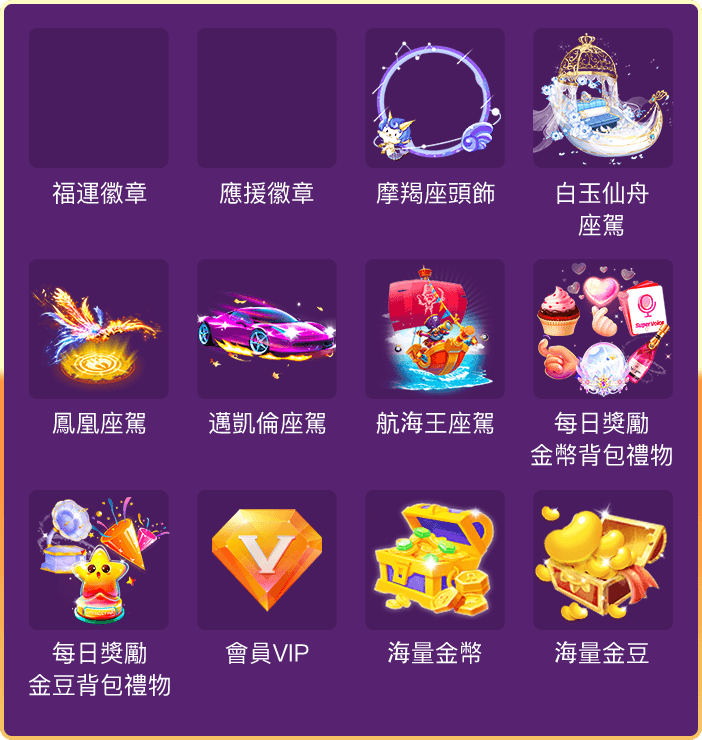 福運徽章
應援徽章
摩羯座頭飾
白玉仙舟
座駕
Super Voice
鳳凰座駕
邁凱倫座駕
航海王座駕
每日獎勵
金幣背包禮物
V
每日獎勵
金豆背包禮物
會員VIP
海量金幣
海量金豆